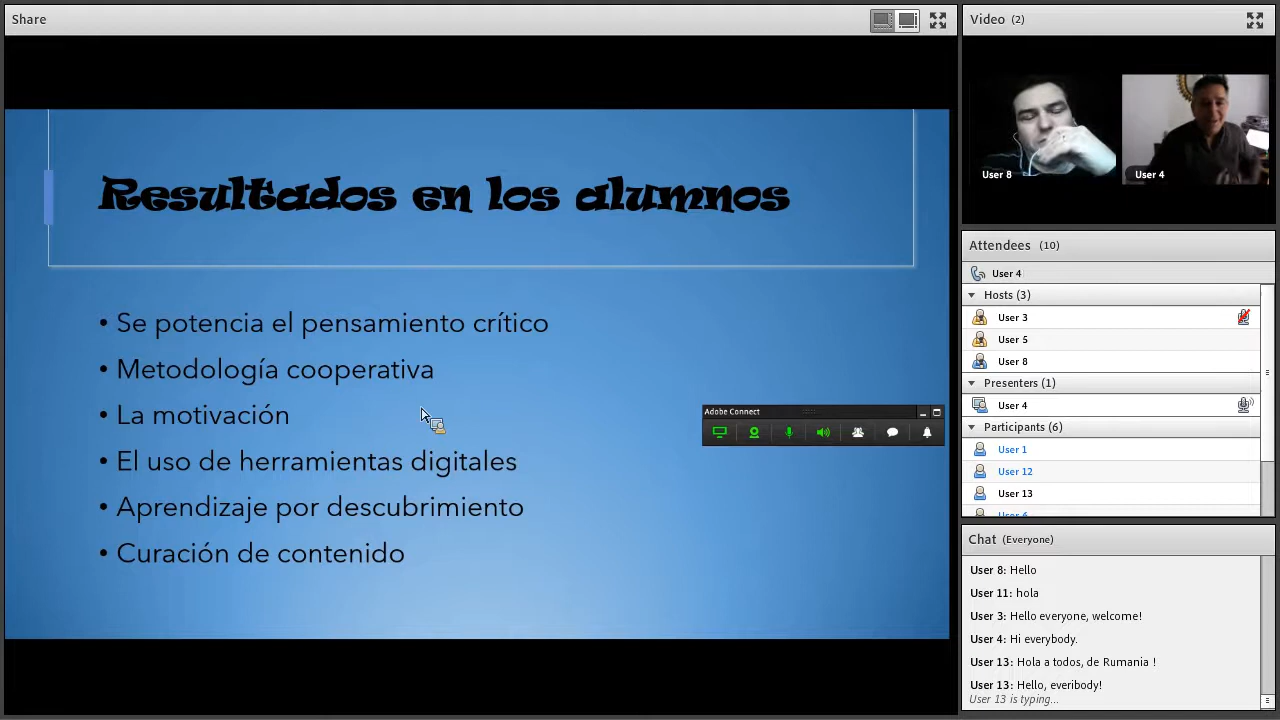 Share
Resultados en los alumnos
• Se potencia el pensamiento crítico
• Metodología cooperativa
• La motivación
• El uso de herramientas digitales
• Aprendizaje por descubrimiento
• Curación de contenido
Adobe Connect
Video (2)
User 8
User 4
Attendees (10)
User 4
Hosts (3)
User 3
User 5
User 8
Presenters (1)
User 4
Participants (6)
User 1
User 12
User 13
User 6
Chat (Everyone)
User 8: Hello
User 11: hola
User 3: Hello everyone, welcome!
User 4: Hi everybody.
User 13: Hola a todos, de Rumania !
User 13: Hello, everibody!
User 13 is typing...